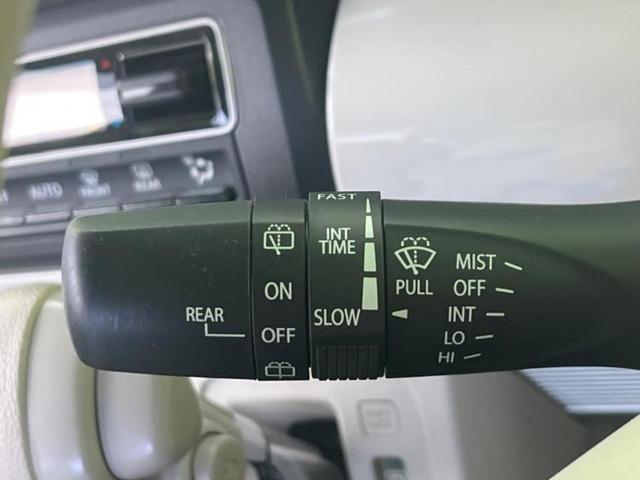 AUTO
FRONT
REAR
REAR
ON
OFF
FAST
INT
TIME
SLOW
PULL
MIST
OFF
INT
LO
HI